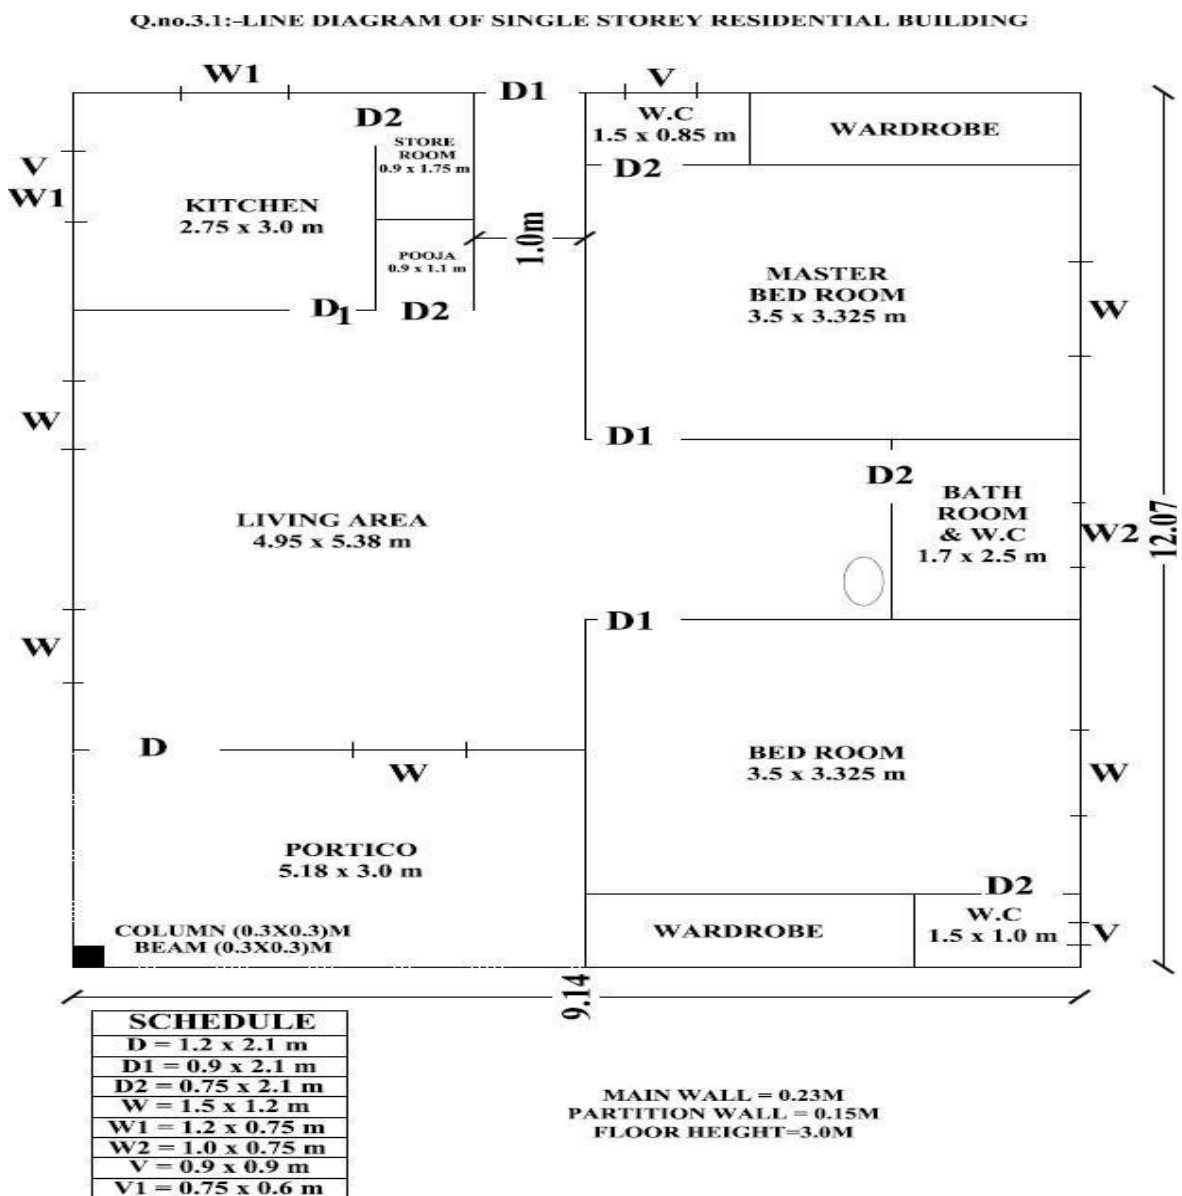 Q.no.3.1:-LINE DIAGRAM OF SINGLE STOREY RESIDENTIAL BUILDING
W1
D1
V
D2
W.C
1.5 x 0.85 m
WARDROBE
STORE
ROOM
0.9 x 1.75 m
V
W1
D2
KITCHEN
2.75 x 3.0 m
1.0m
POOJA
0.9 x 1.1 m
MASTER
BED ROOM
3.5 x 3.325 m
W
D1
D2
W
D1
D2
BATH
ROOM
& W.C
1.7 x 2.5 m
W2
12.07
LIVING AREA
4.95 x 5.38 m
D1
W
D
W
BED ROOM
3.5 x 3.325 m
W
PORTICO
5.18 x 3.0 m
D2
COLUMN (0.3X0.3)M
BEAM (0.3X0.3)M
WARDROBE
W.C
1.5 x 1.0 m
V
9.14
SCHEDULE
D = 1.2 x 2.1 m
D1 = 0.9 x 2.1 m
D2 = 0.75 x 2.1 m
W = 1.5 x 1.2 m
W1 = 1.2 x 0.75 m
W2 = 1.0 x 0.75 m
V = 0.9 x 0.9 m
V1 = 0.75 x 0.6 m
MAIN WALL = 0.23M
PARTITION WALL = 0.15M
FLOOR HEIGHT=3.0M